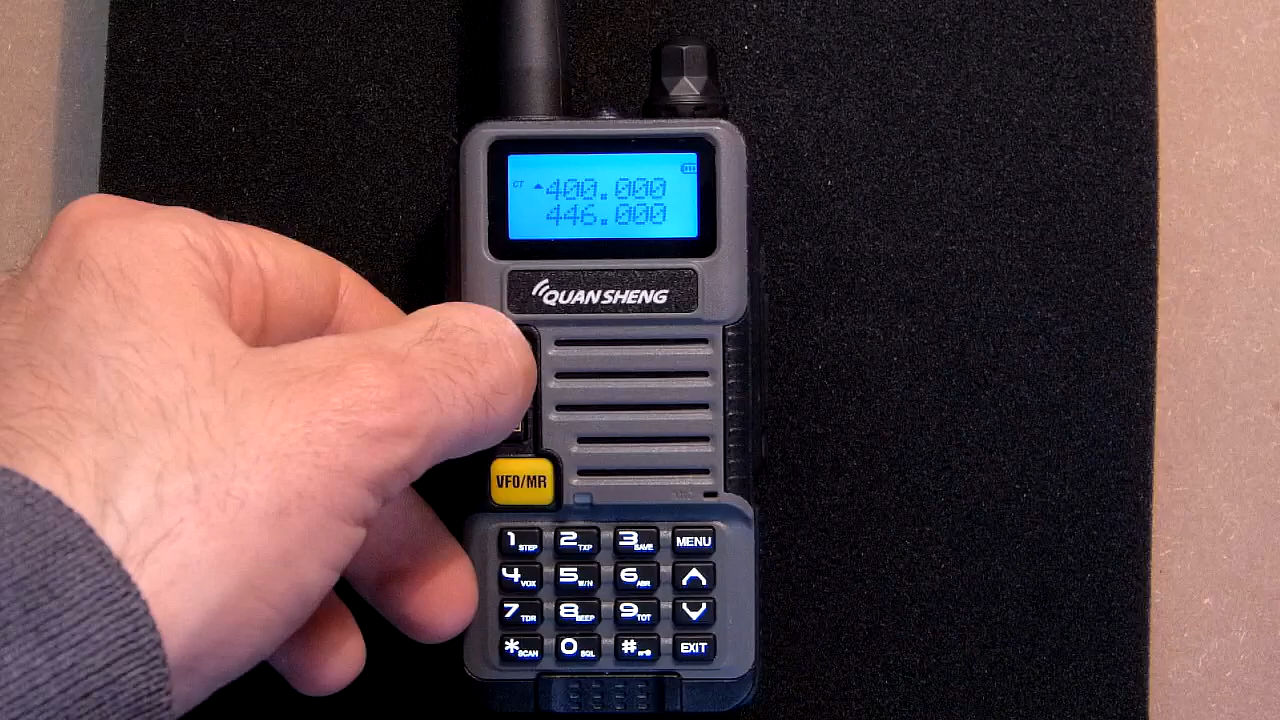 CT 400.000
446.000
QUANSHENG
VFO/MR
1 STEP 2 TXP 3 SAVE MENU
4 VOX 5 W/N 6 ABR
7 TDR 8 BEEP 9 TOT
* SCAN 0 SQL # EXIT